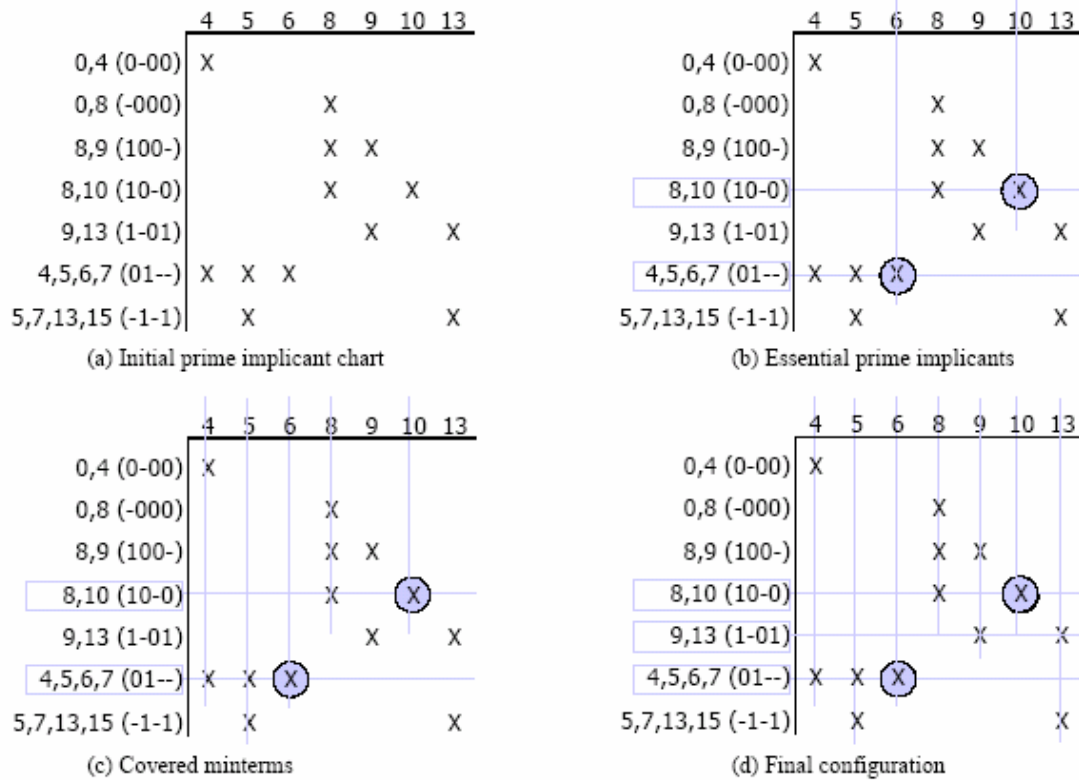 4 5 6 8 9 10 13
0,4 (0-00) X
0,8 (-000) X
8,9 (100-) X X
8,10 (10-0) X X
9,13 (1-01) X X
4,5,6,7 (01--) X X X
5,7,13,15 (-1-1) X X
(a) Initial prime implicant chart
4 5 6 8 9 10 13
0,4 (0-00) X
0,8 (-000) X
8,9 (100-) X X
8,10 (10-0) X X
9,13 (1-01) X X
4,5,6,7 (01--) X X X
5,7,13,15 (-1-1) X X
(b) Essential prime implicants
4 5 6 8 9 10 13
0,4 (0-00) X
0,8 (-000) X
8,9 (100-) X X
8,10 (10-0) X X
9,13 (1-01) X X
4,5,6,7 (01--) X X X
5,7,13,15 (-1-1) X X
(c) Covered minterms
4 5 6 8 9 10 13
0,4 (0-00) X
0,8 (-000) X
8,9 (100-) X X
8,10 (10-0) X X
9,13 (1-01) X X
4,5,6,7 (01--) X X X
5,7,13,15 (-1-1) X X
(d) Final configuration